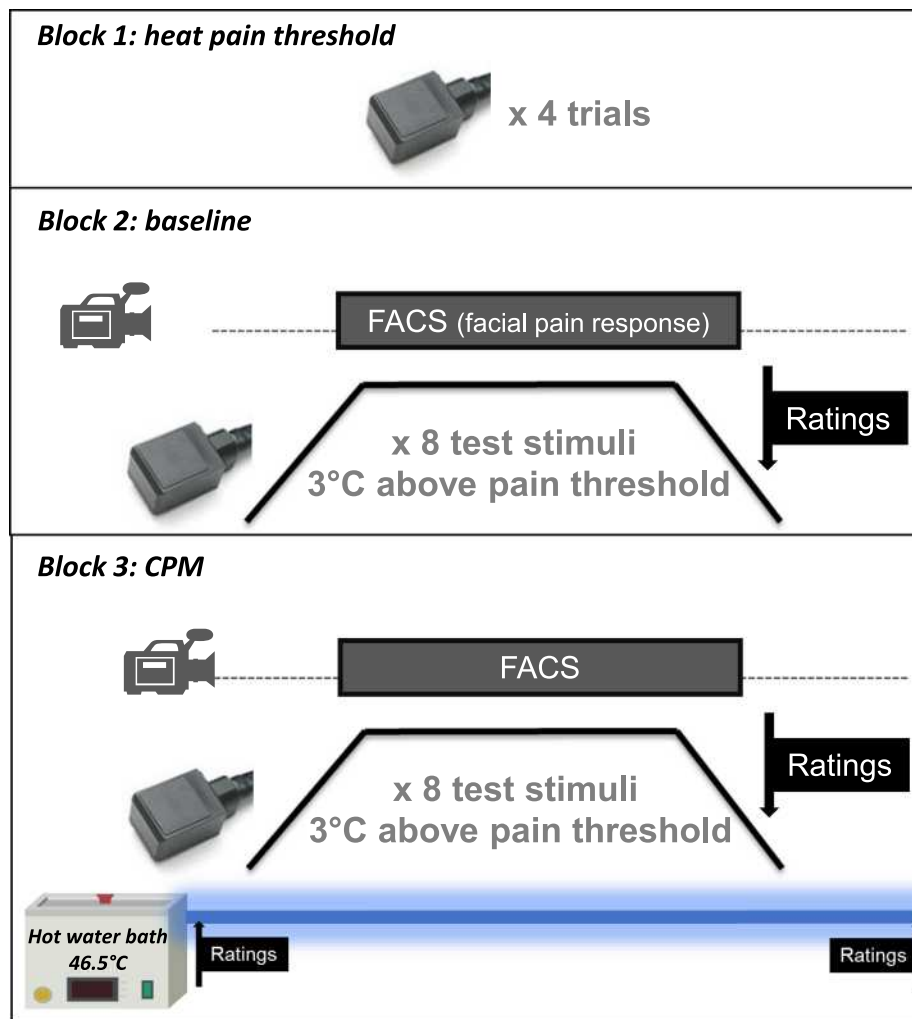 Block 1: heat pain threshold
x 4 trials
Block 2: baseline
FACS (facial pain response)
Ratings
x 8 test stimuli
3°C above pain threshold
Block 3: CPM
FACS
Ratings
x 8 test stimuli
3°C above pain threshold
Hot water bath
46.5°C
Ratings
Ratings